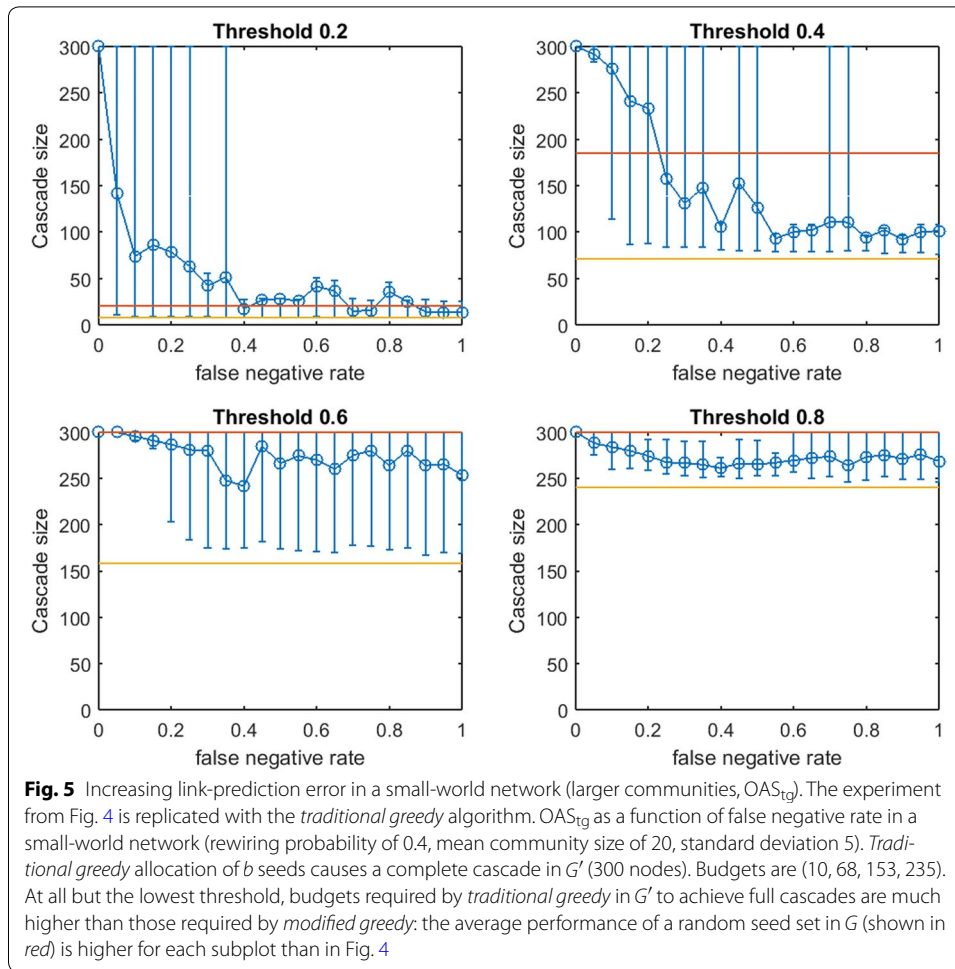 Threshold 0.2
300
250
200
150
100
50
0
Cascade size
0 0.2 0.4 0.6 0.8 1
false negative rate
Threshold 0.4
300
250
200
150
100
50
0
Cascade size
0 0.2 0.4 0.6 0.8 1
false negative rate
Threshold 0.6
300
250
200
150
100
50
0
Cascade size
0 0.2 0.4 0.6 0.8 1
false negative rate
Threshold 0.8
300
250
200
150
100
50
0
Cascade size
0 0.2 0.4 0.6 0.8 1
false negative rate
Fig. 5 Increasing link-prediction error in a small-world network (larger communities, OAStg). The experiment
from Fig. 4 is replicated with the traditional greedy algorithm. OAStg as a function of false negative rate in a
small-world network (rewiring probability of 0.4, mean community size of 20, standard deviation 5). Tradi-
tional greedy allocation of b seeds causes a complete cascade in G′ (300 nodes). Budgets are (10, 68, 153, 235).
At all but the lowest threshold, budgets required by traditional greedy in G′ to achieve full cascades are much
higher than those required by modified greedy: the average performance of a random seed set in G (shown in
red) is higher for each subplot than in Fig. 4